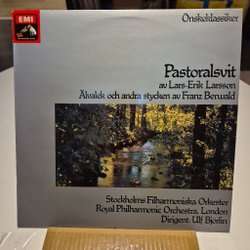 EMI
Önskeklassiker
Pastoralsvit
av Lars-Erik Larsson
Älvalek och andra stycken av Franz Berwald
Stockholms Filharmoniska Orkester
Royal Philharmonic Orchestra, London
Dirigent: Ulf Björlin